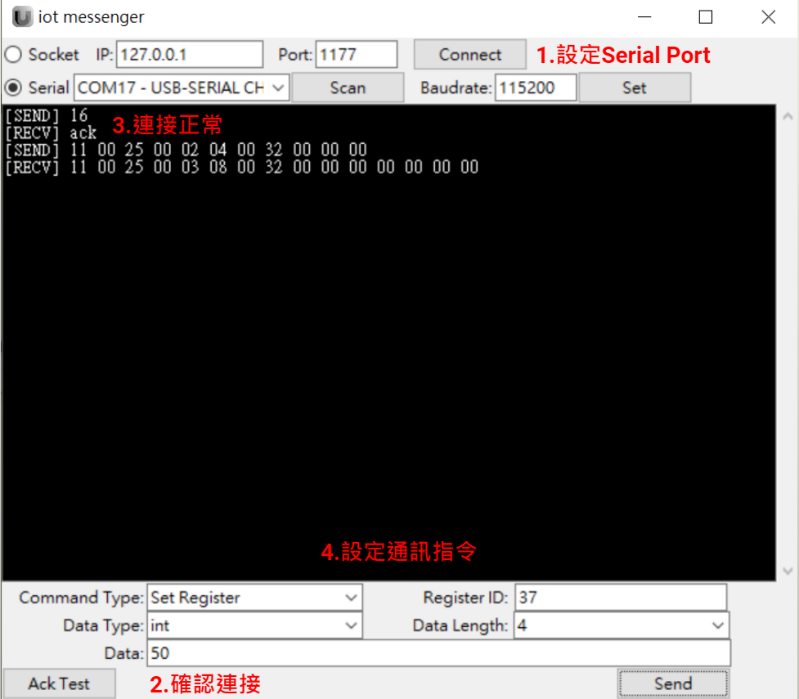 iot messenger
Socket IP: 127.0.0.1 Port: 1177 Connect 1.設定Serial Port
Serial COM17 - USB-SERIAL CH Scan Baudrate: 115200 Set
[SEND] 16
[RECV] ack 3.連接正常
[SEND] 11 00 25 00 02 04 00 32 00 00 00
[RECV] 11 00 25 00 03 08 00 32 00 00 00 00 00 00 00
4.設定通訊指令
Command Type: Set Register Register ID: 37
Data Type: int Data Length: 4
Data: 50
Ack Test 2.確認連接 Send